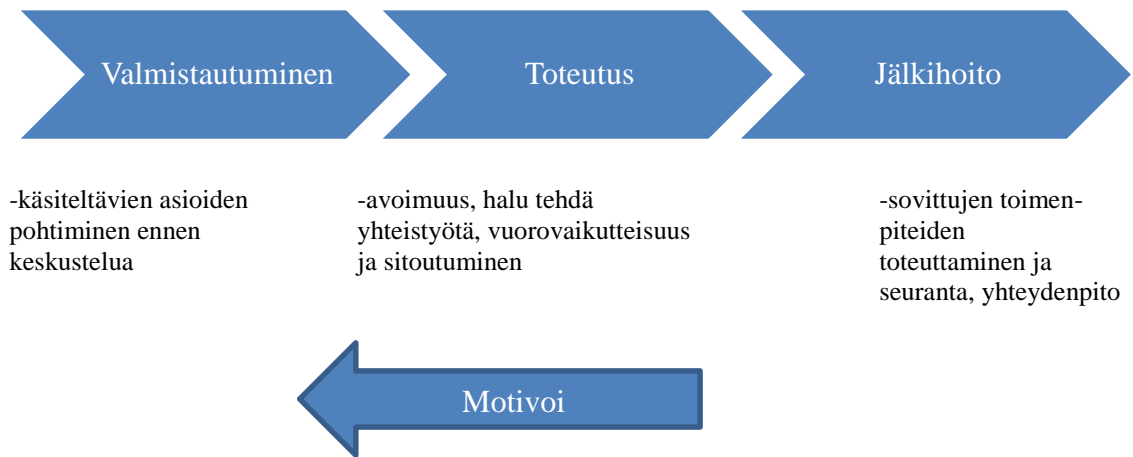 Valmistautuminen
Toteutus
Jälkihoito
-käsiteltävien asioiden
pohtiminen ennen
keskustelua
-avoimuus, halu tehdä
yhteistyötä, vuorovaikutteisuus
ja sitoutuminen
-sovittujen toimen-
piteiden
toteuttaminen ja
seuranta, yhteydenpito
Motivoi